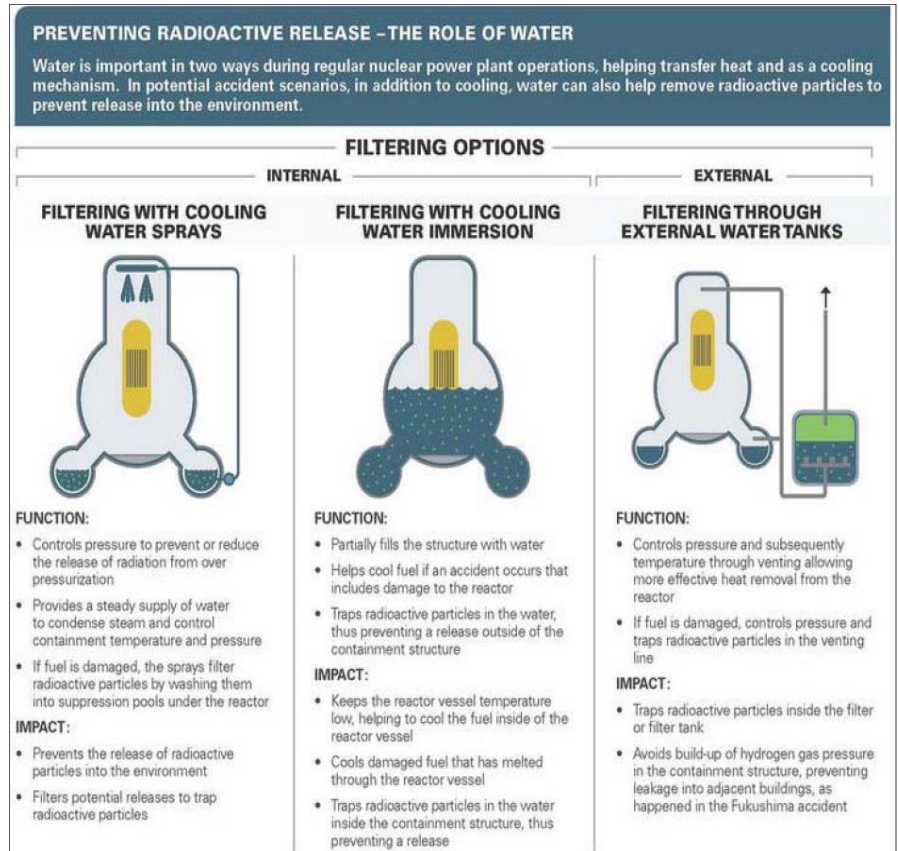 PREVENTING RADIOACTIVE RELEASE – THE ROLE OF WATER
Water is important in two ways during regular nuclear power plant operations, helping transfer heat and as a cooling
mechanism. In potential accident scenarios, in addition to cooling, water can also help remove radioactive particles to
prevent release into the environment.
FILTERING OPTIONS
INTERNAL
EXTERNAL
FILTERING WITH COOLING
WATER SPRAYS
FUNCTION:
• Controls pressure to prevent or reduce
the release of radiation from over
pressurization
• Provides a steady supply of water
to condense steam and control
containment temperature and pressure
• If fuel is damaged, the sprays filter
radioactive particles by washing them
into suppression pools under the reactor
IMPACT:
• Prevents the release of radioactive
particles into the environment
• Filters potential releases to trap
radioactive particles
FILTERING WITH COOLING
WATER IMMERSION
FUNCTION:
• Partially fills the structure with water
• Helps cool fuel if an accident occurs that
includes damage to the reactor
• Traps radioactive particles in the water,
thus preventing a release outside of the
containment structure
IMPACT:
• Keeps the reactor vessel temperature
low, helping to cool the fuel inside of the
reactor vessel
• Cools damaged fuel that has melted
through the reactor vessel
• Traps radioactive particles in the water
inside the containment structure, thus
preventing a release
FILTERING THROUGH
EXTERNAL WATER TANKS
FUNCTION:
• Controls pressure and subsequently
temperature through venting allowing
more effective heat removal from the
reactor
• If fuel is damaged, controls pressure and
traps radioactive particles in the venting
line
IMPACT:
• Traps radioactive particles inside the filter
or filter tank
• Avoids build-up of hydrogen gas pressure
in the containment structure, preventing
leakage into adjacent buildings, as
happened in the Fukushima accident